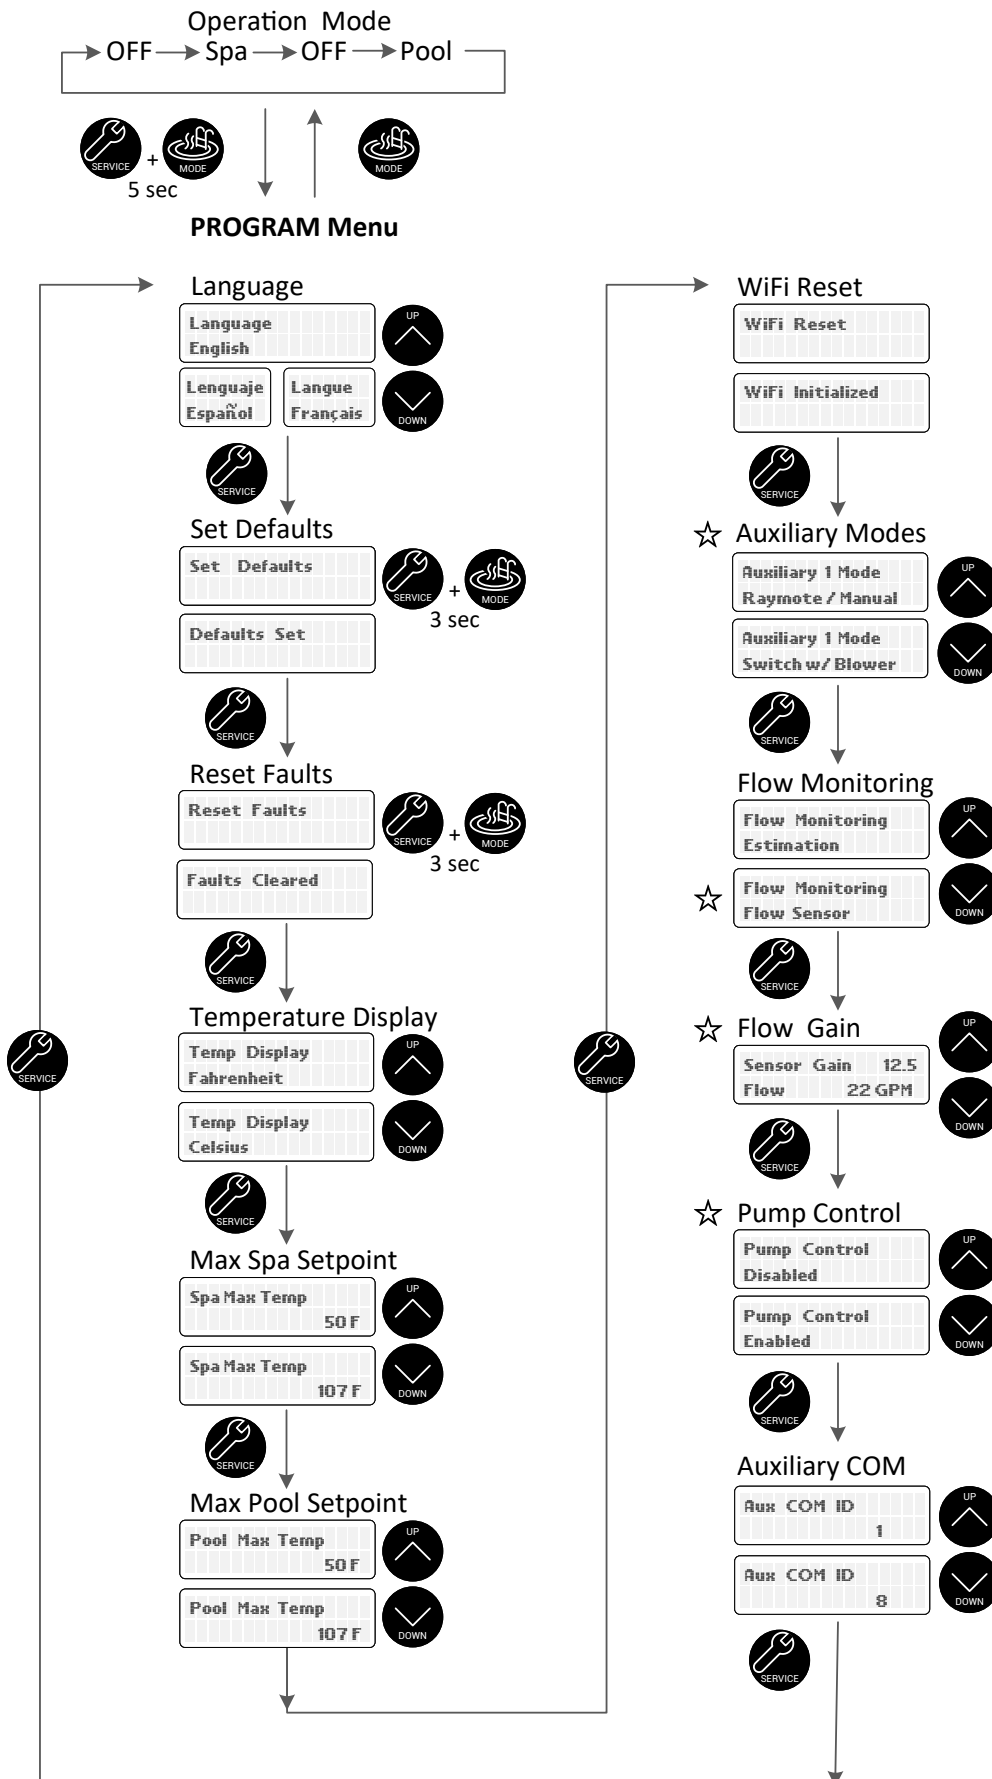 Operation Mode
OFF Spa OFF Pool
SERVICE + MODE MODE
5 sec
PROGRAM Menu
Language
Language
English
UP
Lenguaje
Español
Langue
Français
DOWN
SERVICE
Set Defaults
Set Defaults
SERVICE + MODE
3 sec
Defaults Set
SERVICE
Reset Faults
Reset Faults
SERVICE + MODE
3 sec
Faults Cleared
SERVICE
Temperature Display
Temp Display
Fahrenheit
UP
Temp Display
Celsius
DOWN
SERVICE
Max Spa Setpoint
Spa Max Temp
50 F
UP
Spa Max Temp
107 F
DOWN
SERVICE
Max Pool Setpoint
Pool Max Temp
50 F
UP
Pool Max Temp
107 F
DOWN
SERVICE
SERVICE
WiFi Reset
WiFi Reset
WiFi Initialized
SERVICE
☆ Auxiliary Modes
Auxiliary 1 Mode
Raymote / Manual
UP
Auxiliary 1 Mode
Switch w/ Blower
DOWN
SERVICE
Flow Monitoring
Flow Monitoring
Estimation
UP
☆ Flow Monitoring
Flow Sensor
DOWN
SERVICE
☆ Flow Gain
Sensor Gain 12.5
Flow 22 GPM
UP
DOWN
SERVICE
☆ Pump Control
Pump Control
Disabled
UP
Pump Control
Enabled
DOWN
SERVICE
Auxiliary COM
Aux COM ID
1
UP
Aux COM ID
8
DOWN
SERVICE